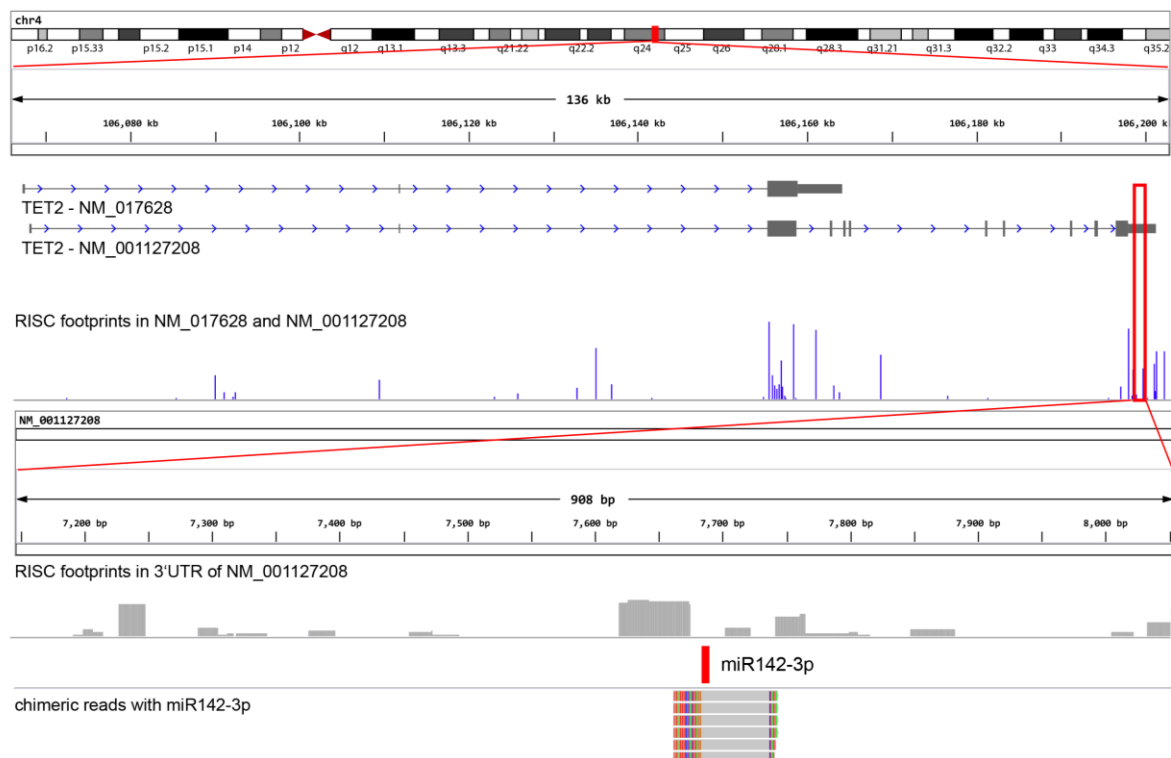 chr4
p16.2 p15.33 p15.2 p15.1 p14 p12 q12 q13.1 q13.3 q21.22 q22.2 q24 q25 q26 q28.1 q28.3 q31.21 q31.3 q32.2 q33 q34.3 q35.2
136 kb
106,080 kb 106,100 kb 106,120 kb 106,140 kb 106,160 kb 106,180 kb 106,200 k
TET2 - NM_017628
TET2 - NM_001127208
RISC footprints in NM_017628 and NM_001127208
NM_001127208
908 bp
7,200 bp 7,300 bp 7,400 bp 7,500 bp 7,600 bp 7,700 bp 7,800 bp 7,900 bp 8,000 bp
RISC footprints in 3'UTR of NM_001127208
miR142-3p
chimeric reads with miR142-3p